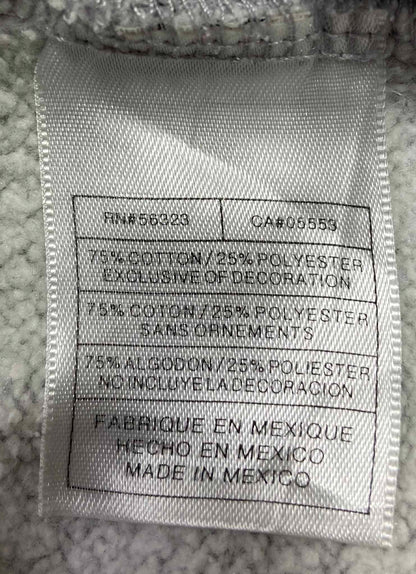 RN#56323 CA#05553
75% COTTON/25% POLYESTER
EXCLUSIVE OF DECORATION
75% COTON/25% POLYESTER
SANS ORNEMENTS
75% ALGODON/25% POLIESTER
NO INCLUYE LA DECORACION
FABRIQUE EN MEXIQUE
HECHO EN MEXICO
MADE IN MEXICO